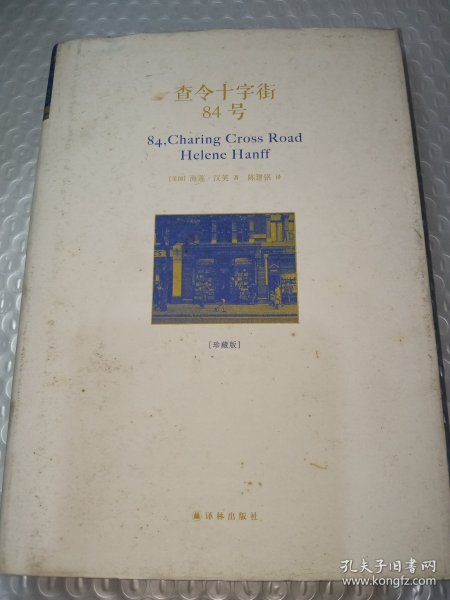 查令十字街
84号
84, Charing Cross Road
Helene Hanff
[美国] 海莲·汉芙 著 陈建铭 译
[珍藏版]
译林出版社
孔夫子旧书网
www.kongfz.com